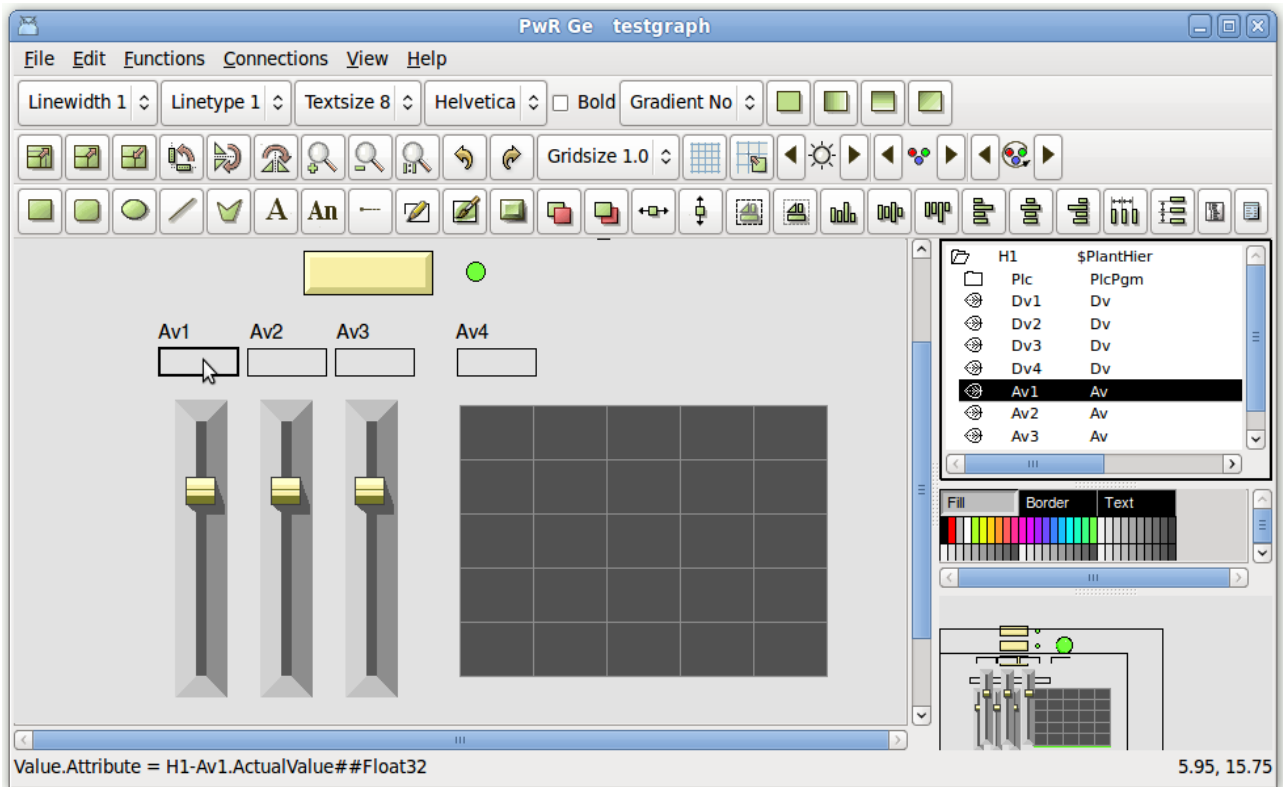 PwR Ge testgraph
File Edit Functions Connections View Help
Linewidth 1 Linetype 1 Textsize 8 Helvetica Bold Gradient No
1:1 Gridsize 1.0
A An
H1 $PlantHier
Plc PlcPgm
Dv1 Dv
Dv2 Dv
Dv3 Dv
Dv4 Dv
Av1 Av
Av2 Av
Av3 Av
Av1 Av2 Av3 Av4
Fill Border Text
Value.Attribute = H1-Av1.ActualValue##Float32 5.95, 15.75